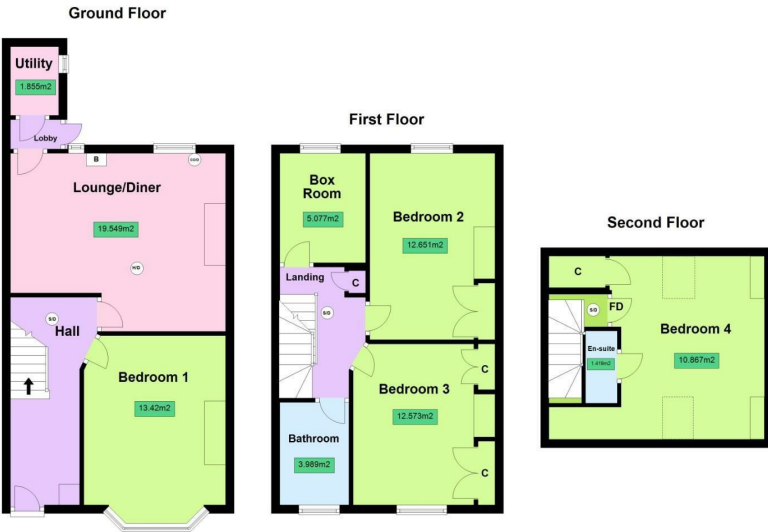 Ground Floor
Utility
1.855m2
Lobby
B
CO
Lounge/Diner
19.549m2
H/D
S/D
Hall
Bedroom 1
13.42m2
First Floor
Box
Room
5.077m2
Bedroom 2
12.651m2
Landing
C
S/D
Bedroom 3
12.573m2
C
C
Bathroom
3.989m2
Second Floor
C
S/D
FD
Bedroom 4
10.867m2
En-suite